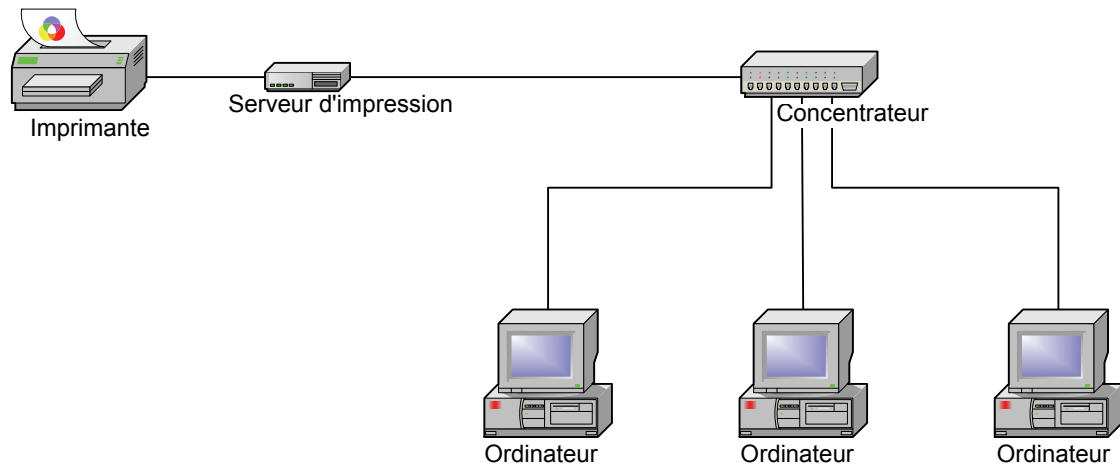 Serveur d'impression
Concentrateur
Imprimante
Ordinateur
Ordinateur
Ordinateur